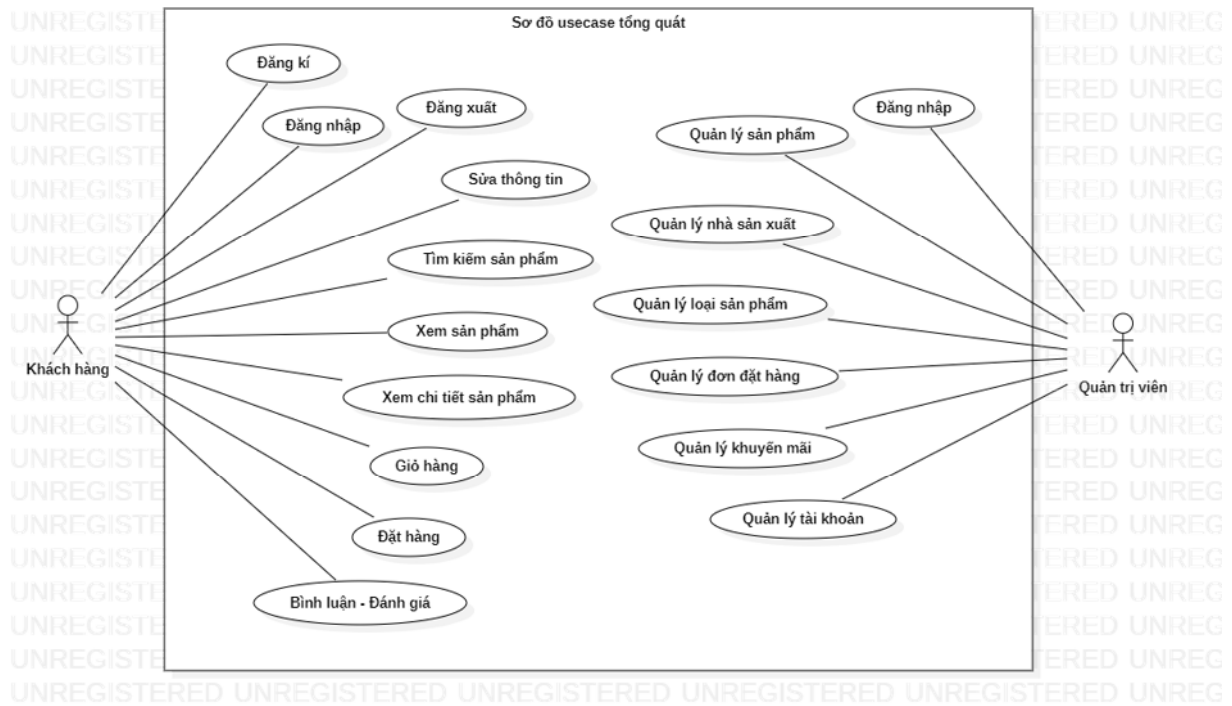 Sơ đồ usecase tổng quát
Đăng kí
Đăng nhập
Đăng xuất
Sửa thông tin
Tìm kiếm sản phẩm
Xem sản phẩm
Xem chi tiết sản phẩm
Giỏ hàng
Đặt hàng
Bình luận - Đánh giá
Khách hàng
Đăng nhập
Quản lý sản phẩm
Quản lý nhà sản xuất
Quản lý loại sản phẩm
Quản lý đơn đặt hàng
Quản lý khuyến mãi
Quản lý tài khoản
Quản trị viên
UNREGISTERED UNREGISTERED UNREGISTERED UNREGISTERED UNREGISTERED UNREG